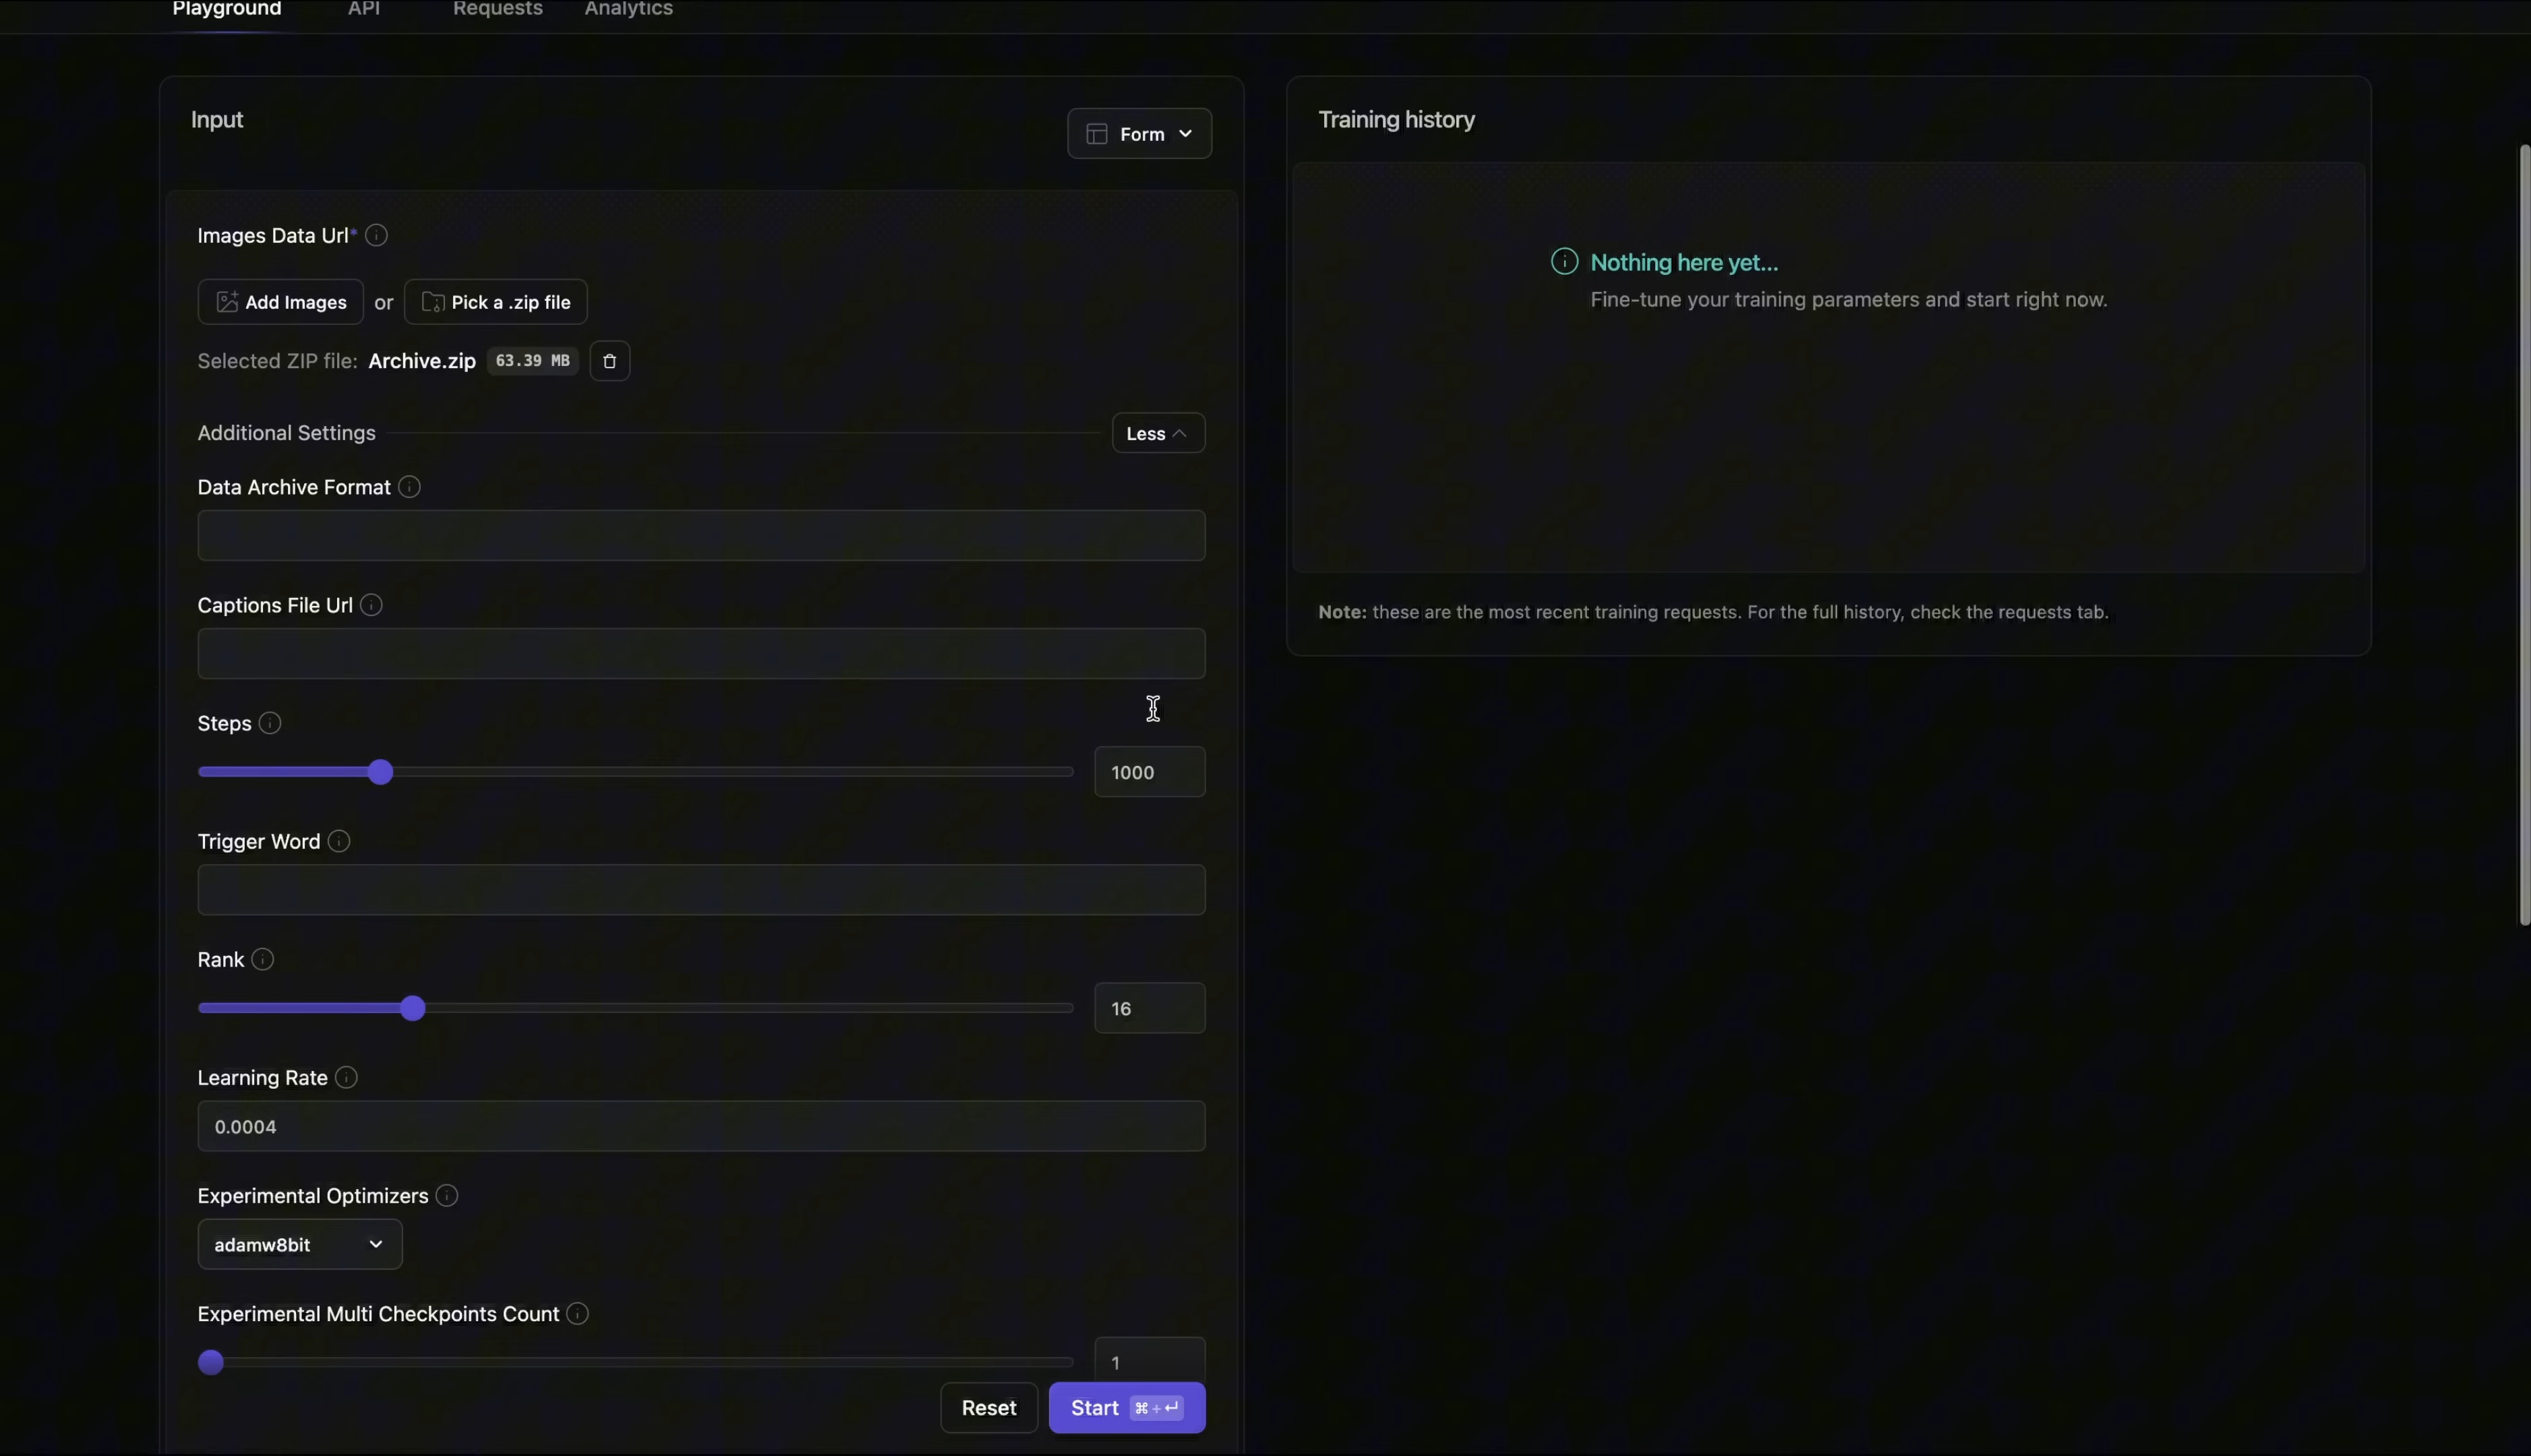 Playground API Requests Analytics
Input
Form
Images Data Url*
Add Images or Pick a .zip file
Selected ZIP file: Archive.zip 63.39 MB
Additional Settings
Less
Data Archive Format
Captions File Url
Steps
1000
Trigger Word
Rank
16
Learning Rate
0.0004
Experimental Optimizers
adamw8bit
Experimental Multi Checkpoints Count
1
Reset
Start ⌘+↵
Training history
Nothing here yet...
Fine-tune your training parameters and start right now.
Note: these are the most recent training requests. For the full history, check the requests tab.